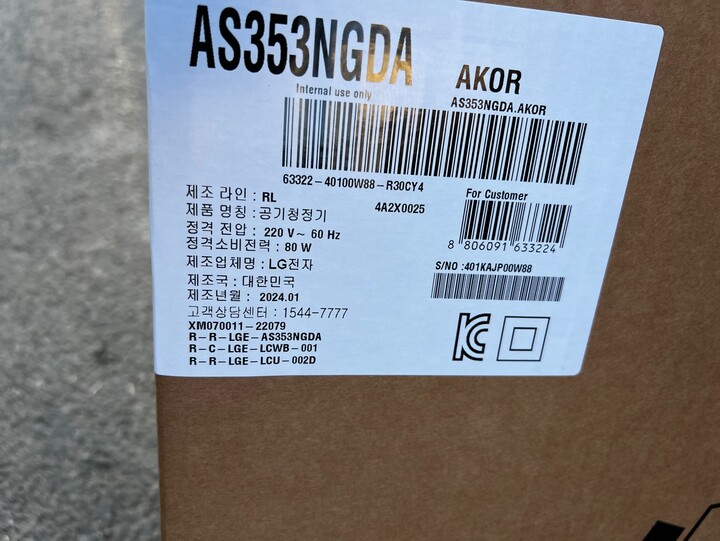 AS353NGDA AKOR
Internal use only
AS353NGDA.AKOR
63322-40100W88-R30CY4
제조 라인 : RL
4A2X0025
For Customer
제품 명칭 : 공기청정기
정격 전압 : 220 V~ 60 Hz
정격소비전력 : 80 W
8 806091 633224
제조업체명 : LG전자
S/NO :401KAJP00W88
제조국 : 대한민국
제조년월 : 2024.01
고객상담센터 : 1544-7777
XM070011-22079
R-R-LGE-AS353NGDA
R-C-LGE-LCWB-001
R-R-LGE-LCU-002D